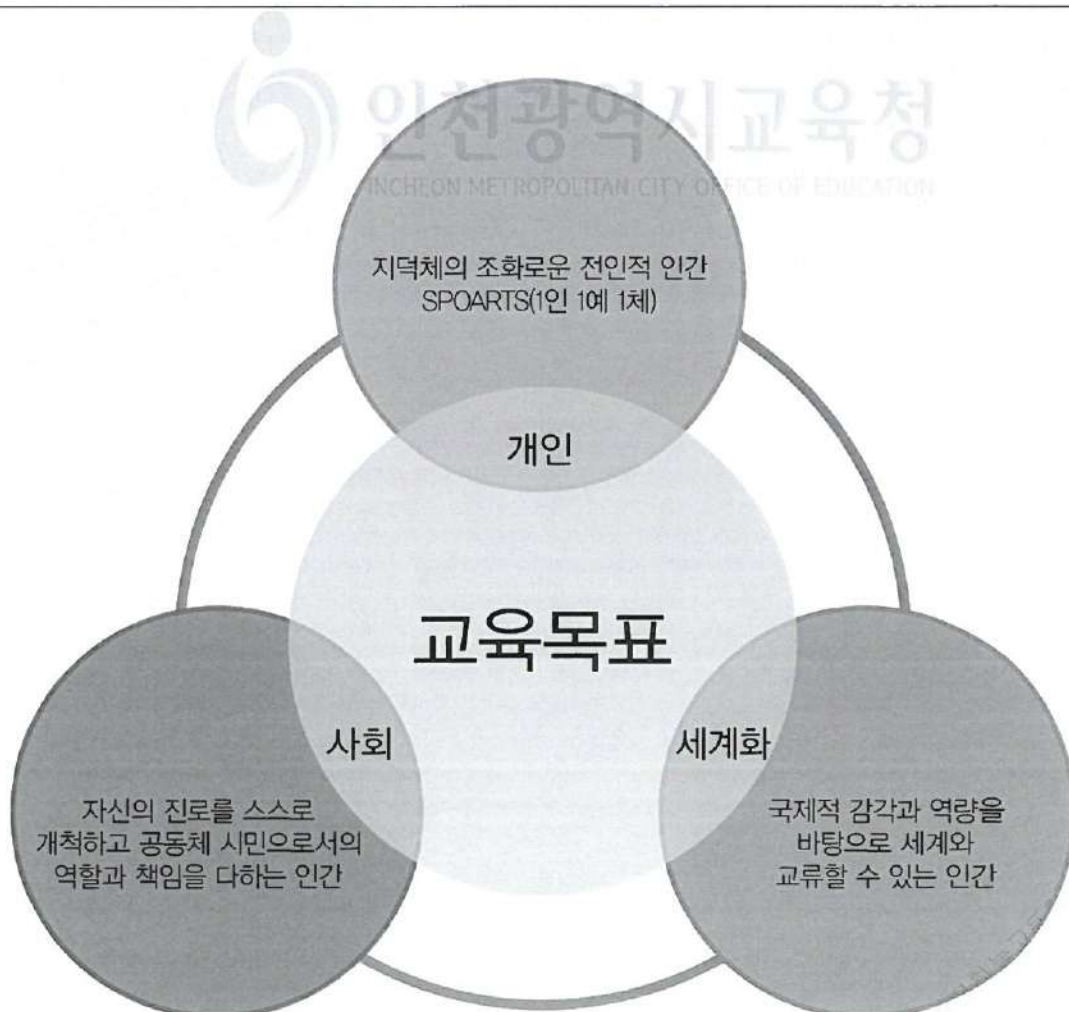 인천광역시교육청
INCHEON METROPOLITAN CITY OFFICE OF EDUCATION
지덕체의 조화로운 전인적 인간
SPOARTS(1인 1예 1체)
개인
교육목표
사회
세계화
자신의 진로를 스스로
개척하고 공동체 시민으로서의
역할과 책임을 다하는 인간
국제적 감각과 역량을
바탕으로 세계와
교류할 수 있는 인간